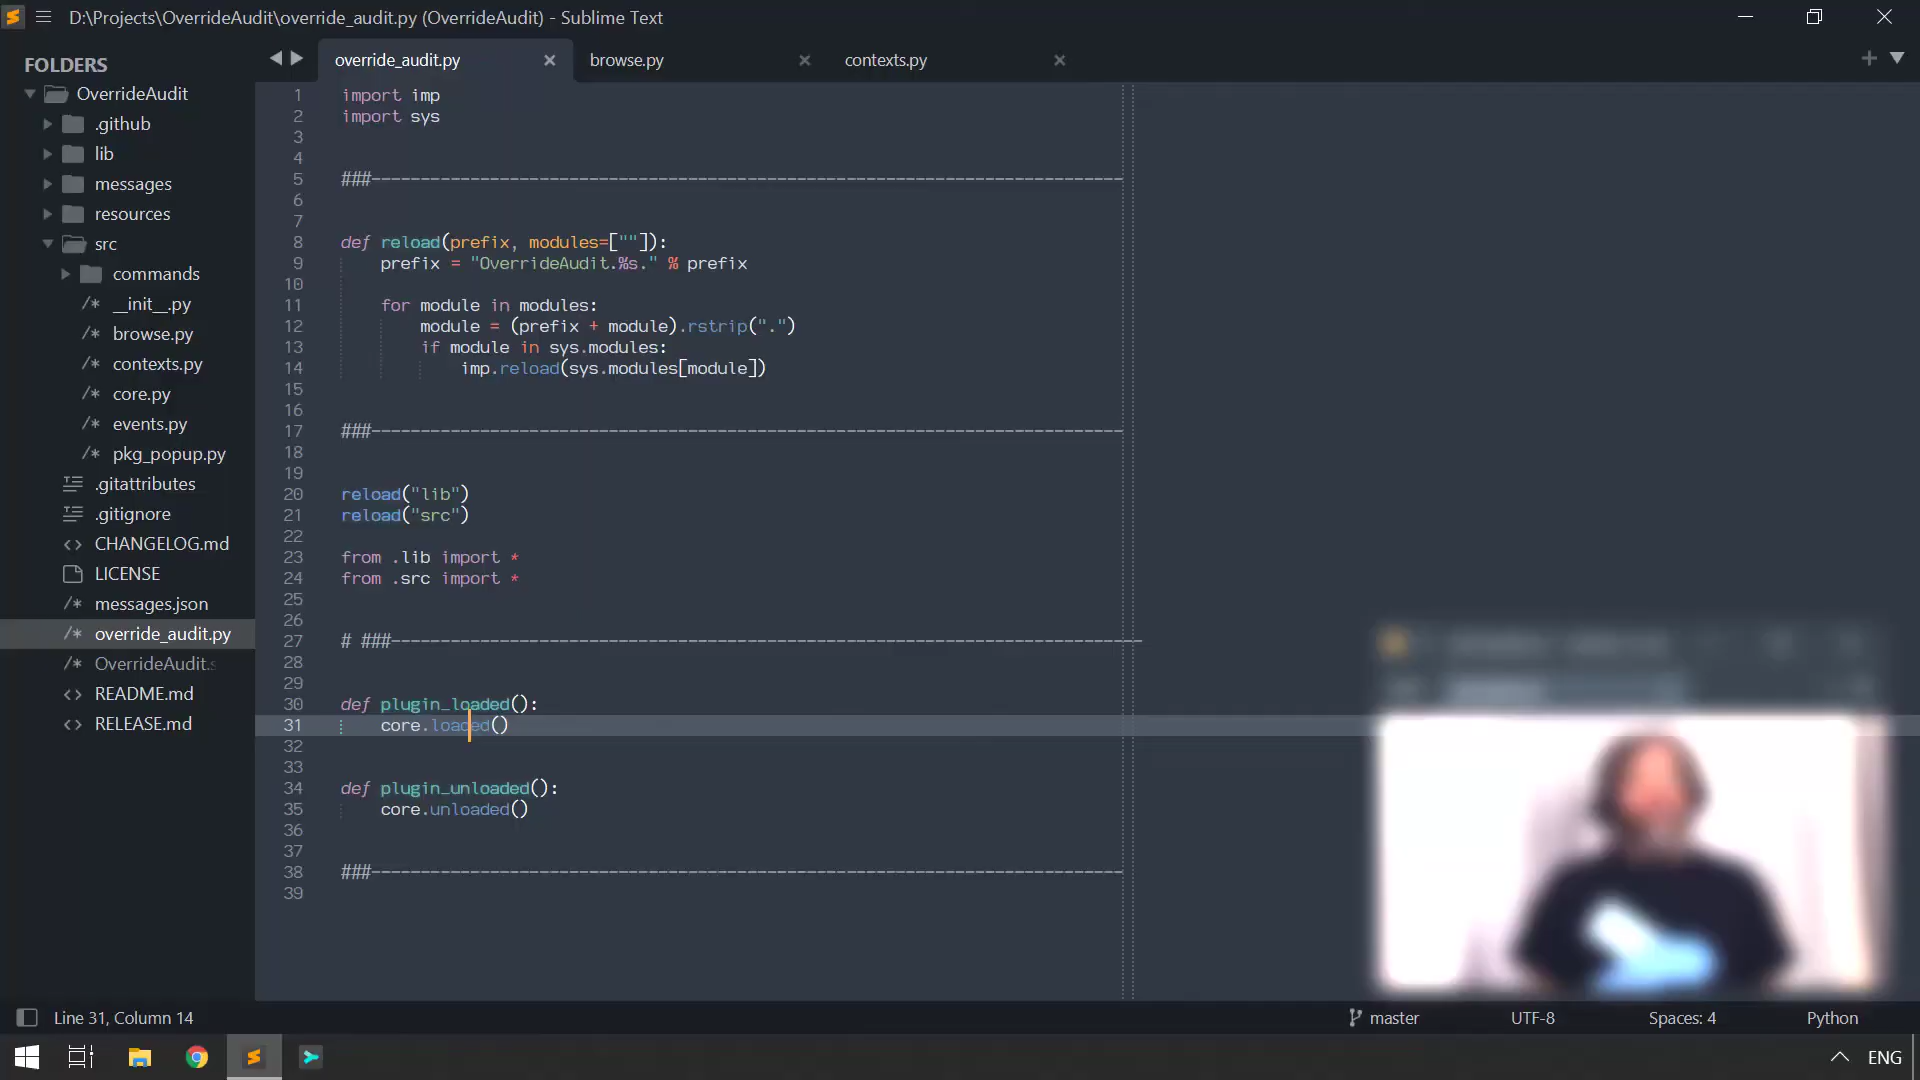 D:\Projects\OverrideAudit\override_audit.py (OverrideAudit) - Sublime Text
FOLDERS
OverrideAudit
.github
lib
messages
resources
src
commands
__init__.py
browse.py
contexts.py
core.py
events.py
pkg_popup.py
.gitattributes
.gitignore
CHANGELOG.md
LICENSE
messages.json
override_audit.py
OverrideAudit.s
README.md
RELEASE.md
override_audit.py
browse.py
contexts.py
1 import imp
2 import sys
3
4
5 ###----------------------------------------------------------------------------
6
7
8 def reload(prefix, modules=[""]):
9 prefix = "OverrideAudit.%s." % prefix
10
11 for module in modules:
12 module = (prefix + module).rstrip(".")
13 if module in sys.modules:
14 imp.reload(sys.modules[module])
15
16
17 ###----------------------------------------------------------------------------
18
19
20 reload("lib")
21 reload("src")
22
23 from .lib import *
24 from .src import *
25
26
27 # ###----------------------------------------------------------------------------
28
29
30 def plugin_loaded():
31 core.loaded()
32
33
34 def plugin_unloaded():
35 core.unloaded()
36
37
38 ###----------------------------------------------------------------------------
39
Line 31, Column 14
master
UTF-8
Spaces: 4
Python
ENG